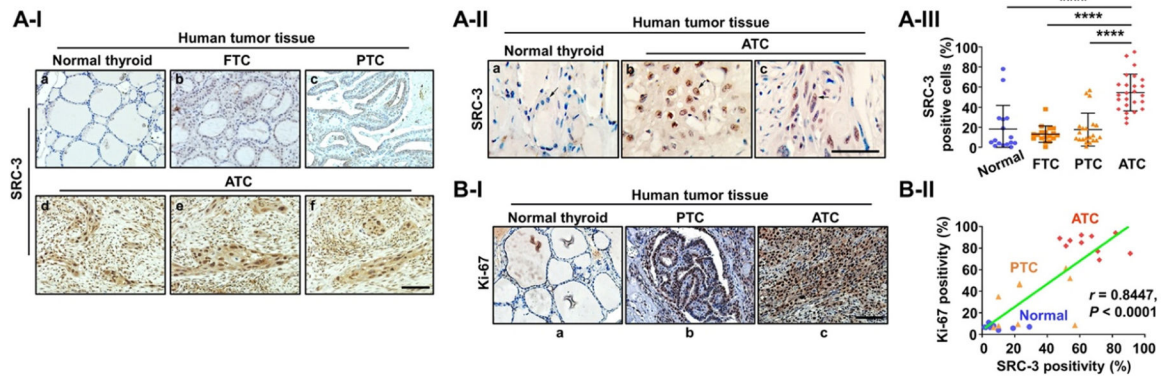 A-I
Human tumor tissue
Normal thyroid FTC PTC
a b c
SRC-3
ATC
d e f
A-II
Human tumor tissue
Normal thyroid ATC
SRC-3
a b c
B-I
Human tumor tissue
Normal thyroid PTC ATC
Ki-67
a b c
A-III
****
****
****
SRC-3
positive cells (%)
100
80
60
40
20
0
Normal FTC PTC ATC
B-II
Ki-67 positivity (%)
100
80
60
40
20
0
ATC
PTC
Normal
r = 0.8447,
P < 0.0001
0 20 40 60 80 100
SRC-3 positivity (%)